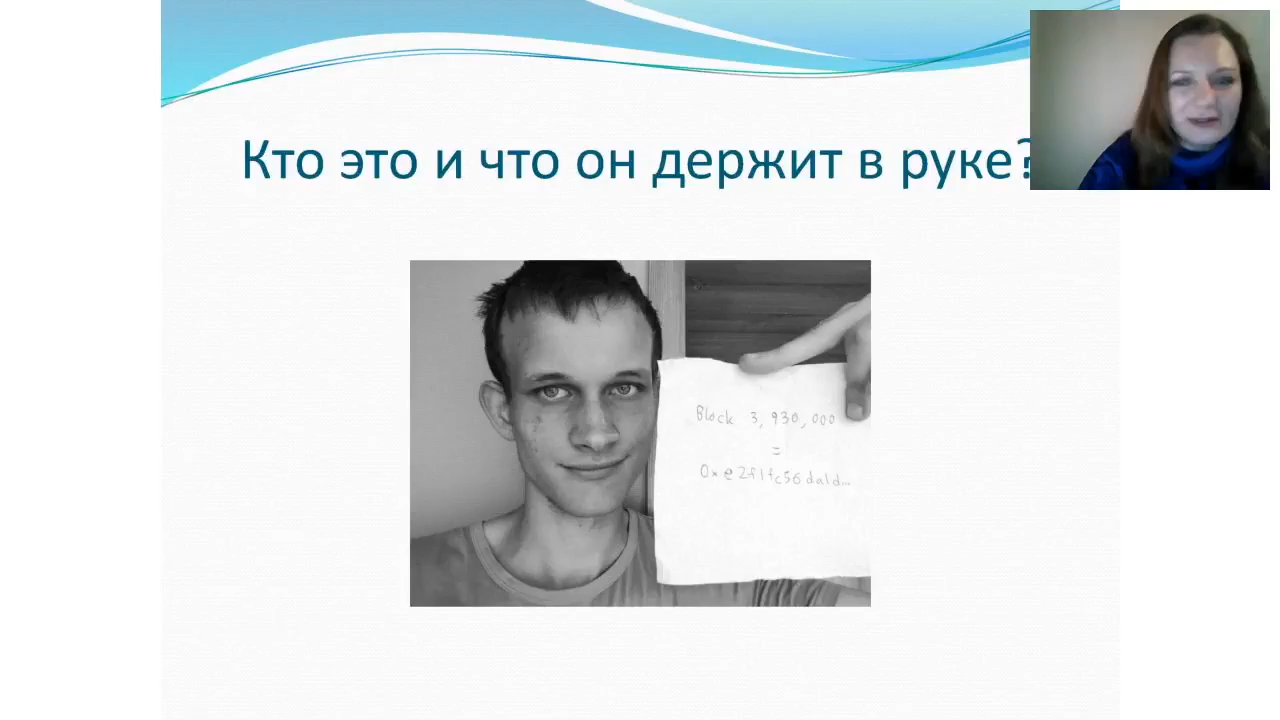 Кто это и что он держит в руке?
Block 3,930,000
=
0xe2f1fc56da1d...